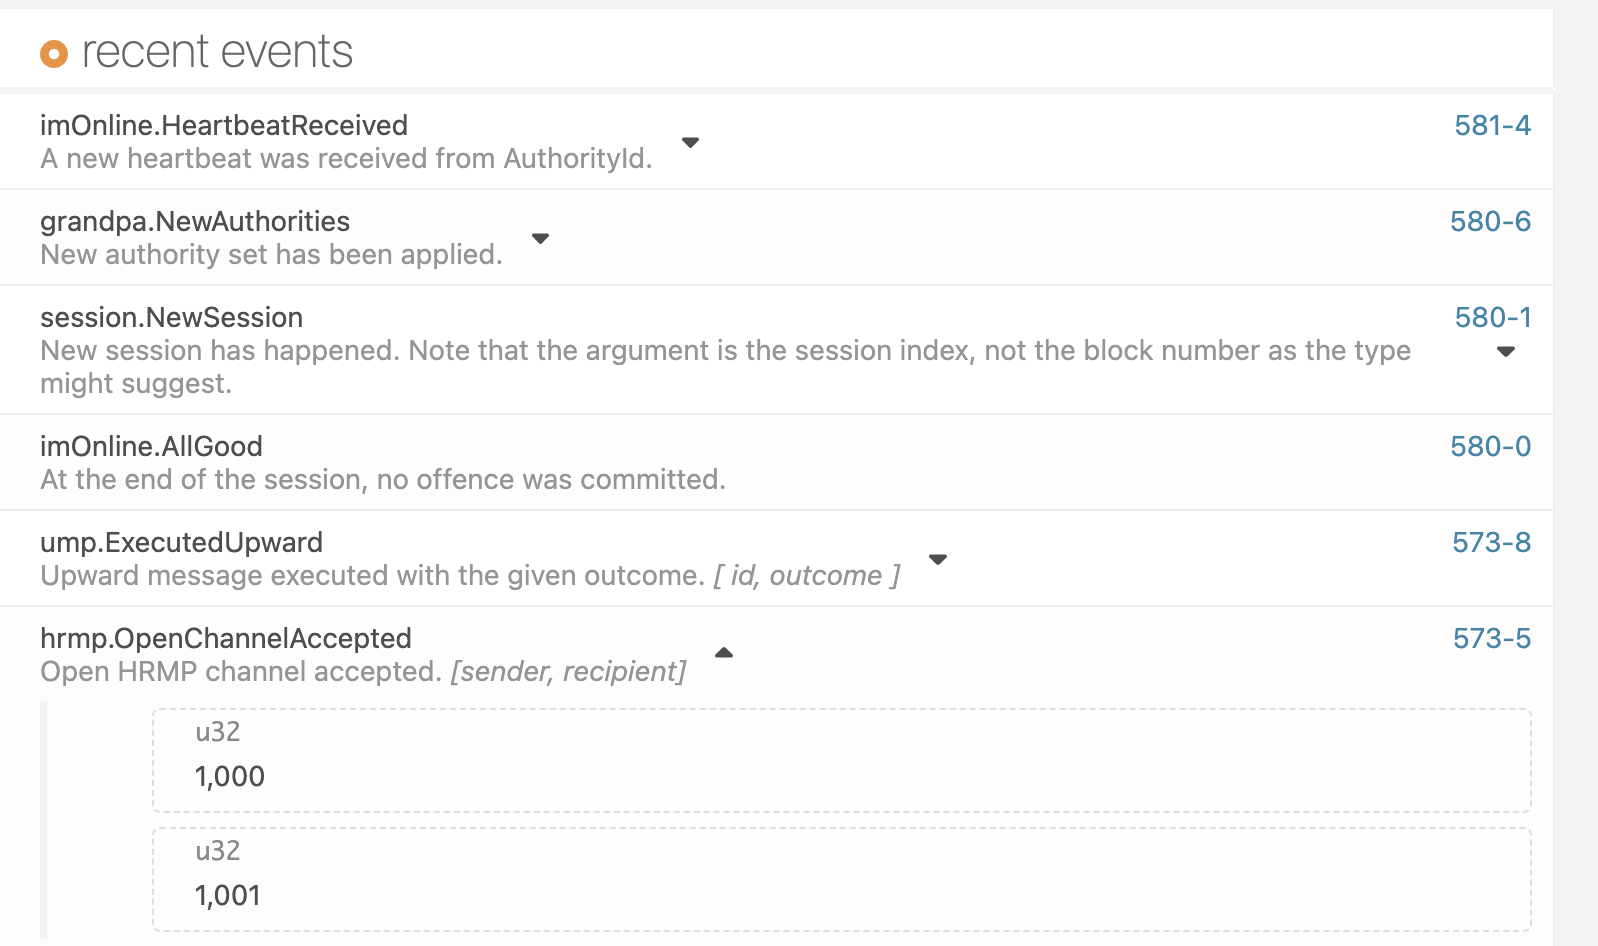 recent events
imOnline.HeartbeatReceived
581-4
A new heartbeat was received from AuthorityId.
grandpa.NewAuthorities
580-6
New authority set has been applied.
session.NewSession
580-1
New session has happened. Note that the argument is the session index, not the block number as the type
might suggest.
imOnline.AllGood
580-0
At the end of the session, no offence was committed.
ump.ExecutedUpward
573-8
Upward message executed with the given outcome. [ id, outcome ]
hrmp.OpenChannelAccepted
573-5
Open HRMP channel accepted. [sender, recipient]
u32
1,000
u32
1,001